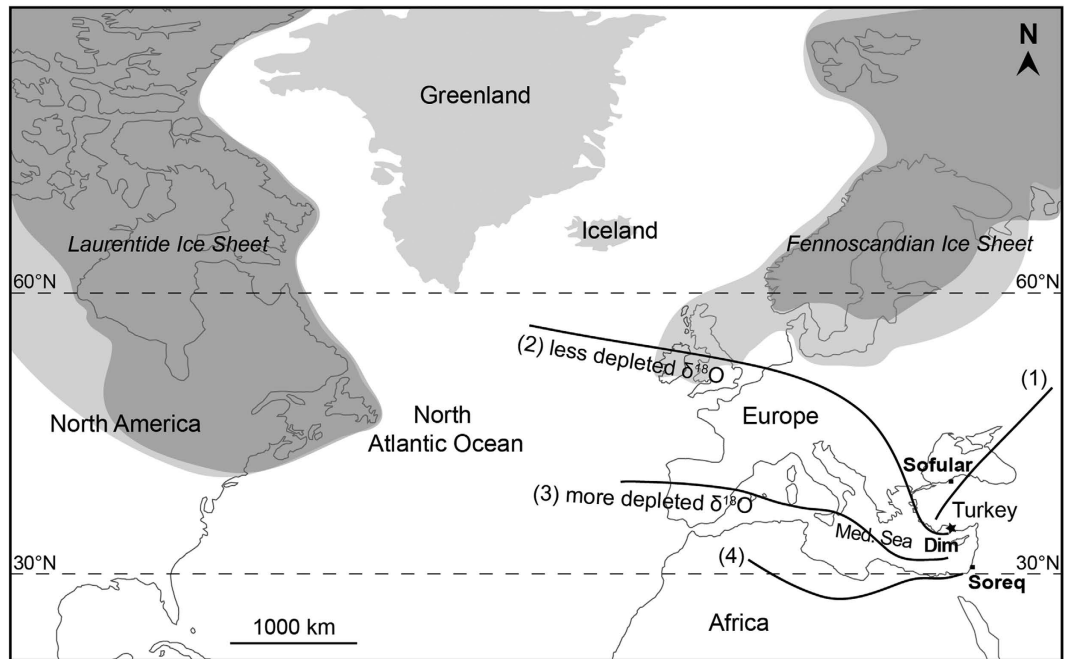 N
Greenland
Laurentide Ice Sheet
Iceland
Fennoscandian Ice Sheet
60°N
60°N
(2) less depleted δ¹⁸O
(1)
North America
North
Atlantic Ocean
Europe
Sofular
(3) more depleted δ¹⁸O
Turkey
Med. Sea
Dim
30°N
(4)
30°N
Soreq
1000 km
Africa